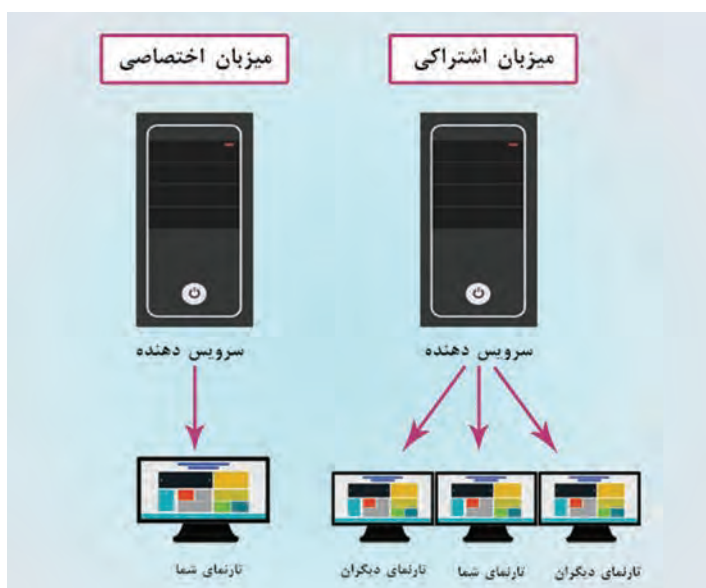 میزبان اشتراکی
میزبان اختصاصی
سرویس دهنده
سرویس دهنده
تارنمای دیگران
تارنمای شما
تارنمای دیگران
تارنمای شما